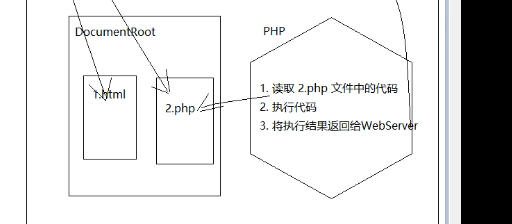 DocumentRoot
PHP
1.html
2.php
1. 读取 2.php 文件中的代码
2. 执行代码
3. 将执行结果返回给WebServer